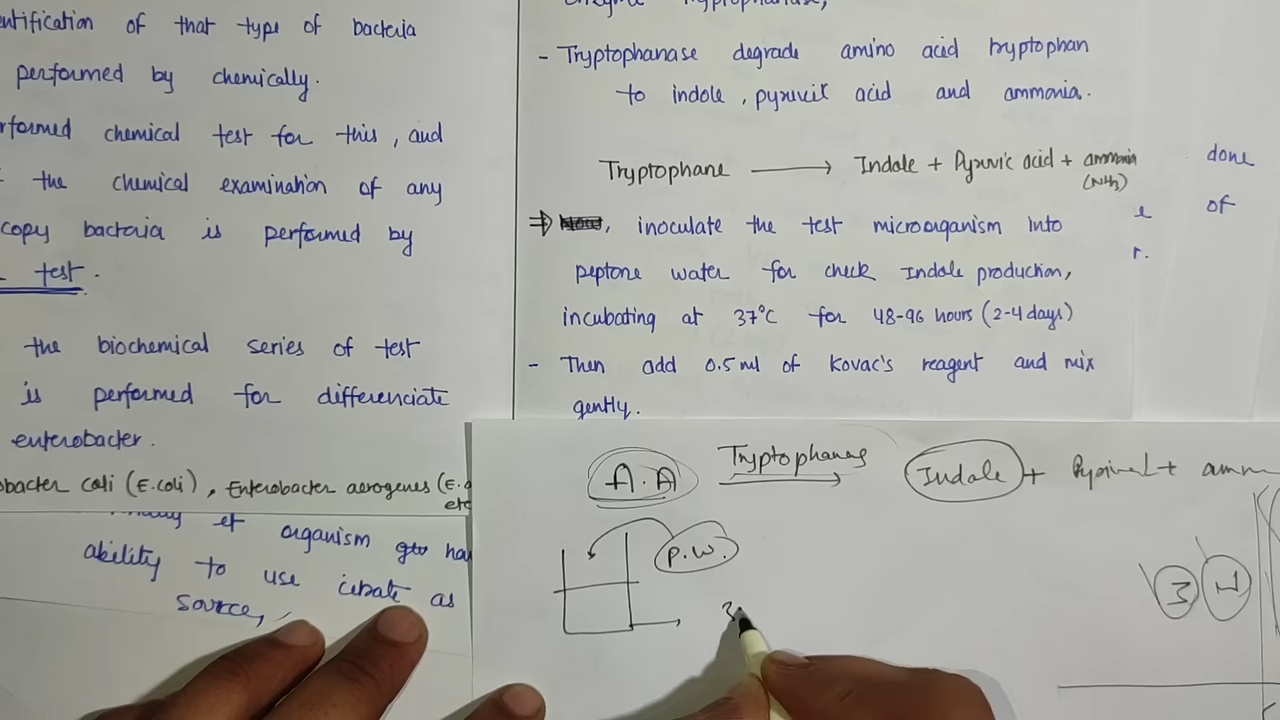 ntification of that type of bacteria
performed by chemically.
rformed chemical test for this, and
the chemical examination of any
copy bacteria is performed by
test.
the biochemical series of test
is performed for differenciate
enterobacter.
obacter coli (E.coli), Enterobacter aerogenes (E.a
etc
of organism
ability to use citrate as
source,
- Tryptophanase degrade amino acid tryptophan
to indole, pyruvic acid and ammonia.
Tryptophane → Indole + Pyruvic acid + ammonia
(NH3)
⇒ , inoculate the test microorganism into
peptone water for check Indole production,
incubating at 37°C for 48-96 hours (2-4 days)
- Then add 0.5 ml of Kovac's reagent and mix
gently.
done
e of
r.
A.A Tryptophanes → Indole + + amm
P.W.
3